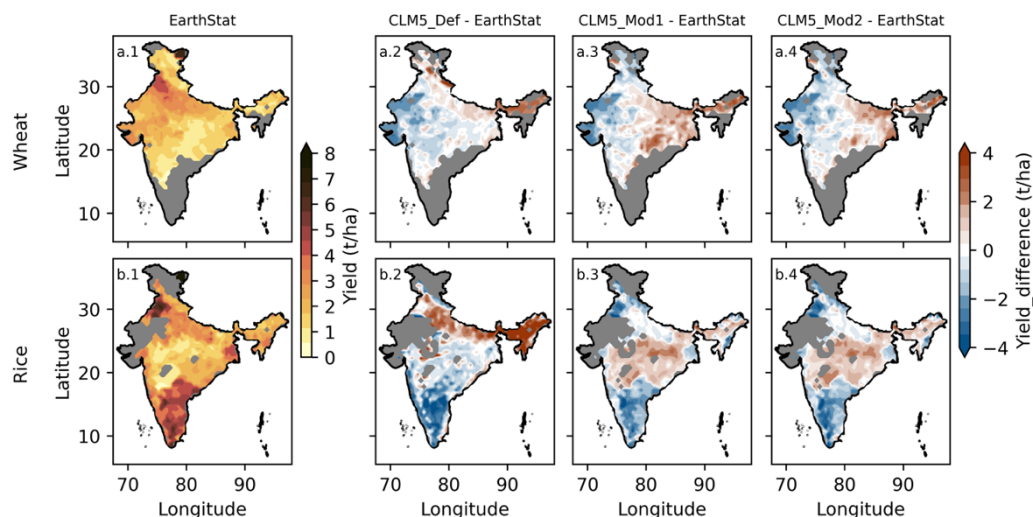 EarthStat
CLM5_Def - EarthStat
CLM5_Mod1 - EarthStat
CLM5_Mod2 - EarthStat
Wheat
Latitude
30
20
10
a.1
a.2
a.3
a.4
Rice
Latitude
30
20
10
b.1
b.2
b.3
b.4
8
7
6
5
4
3
2
1
0
Yield (t/ha)
4
2
0
−2
−4
Yield_difference (t/ha)
70 80 90
70 80 90
70 80 90
70 80 90
Longitude
Longitude
Longitude
Longitude